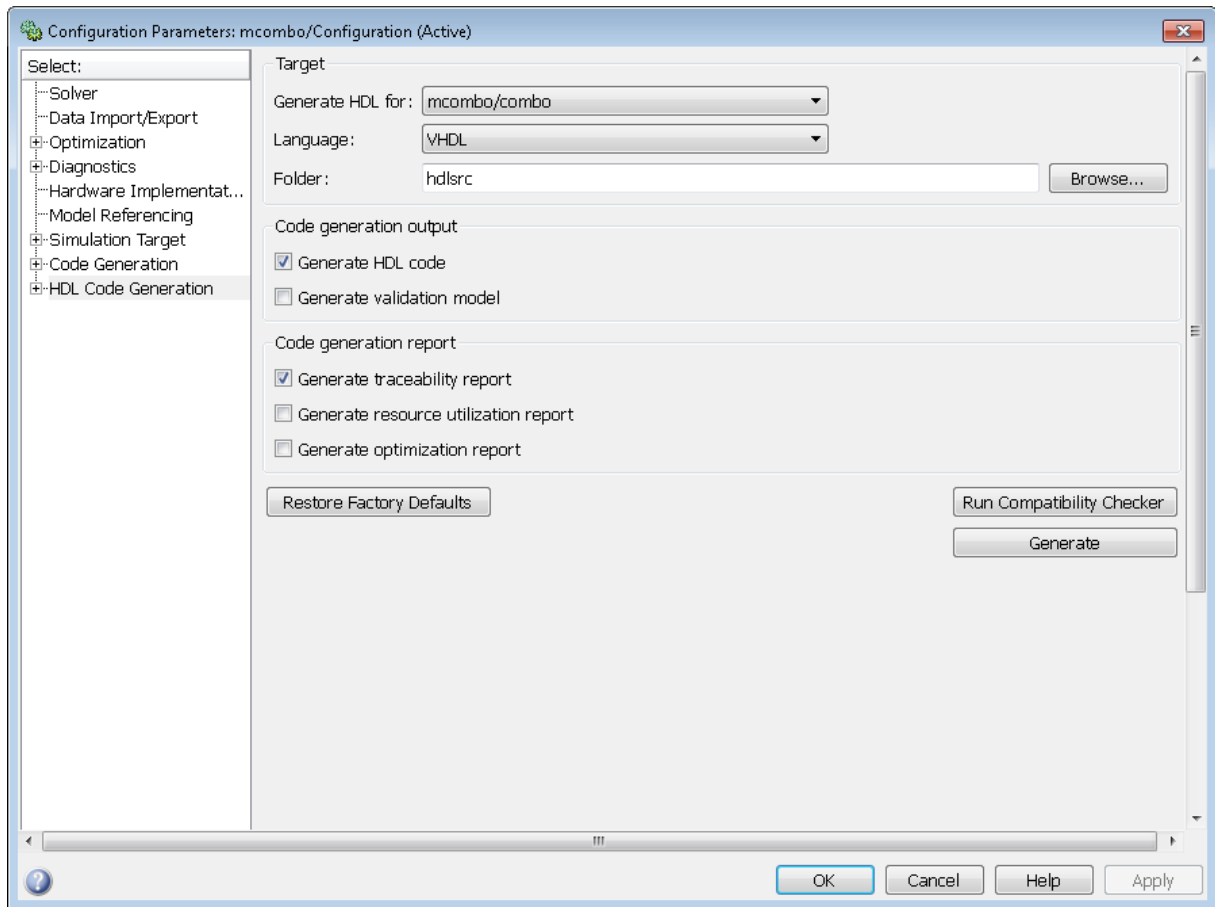 Configuration Parameters: mcombo/Configuration (Active)
Select:
Solver
Data Import/Export
Optimization
Diagnostics
Hardware Implementat...
Model Referencing
Simulation Target
Code Generation
HDL Code Generation
Target
Generate HDL for: mcombo/combo
Language: VHDL
Folder: hdlsrc Browse...
Code generation output
Generate HDL code
Generate validation model
Code generation report
Generate traceability report
Generate resource utilization report
Generate optimization report
Restore Factory Defaults Run Compatibility Checker
Generate
OK Cancel Help Apply